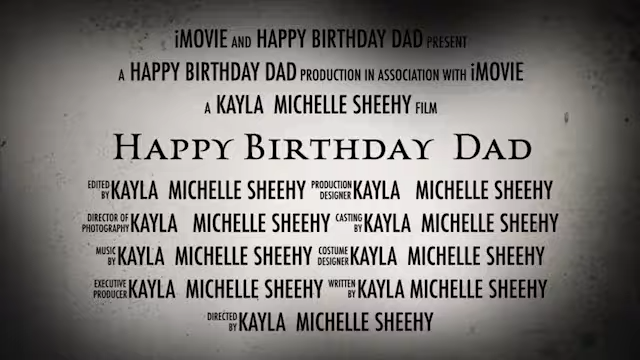 iMOVIE AND HAPPY BIRTHDAY DAD PRESENT
A HAPPY BIRTHDAY DAD PRODUCTION IN ASSOCIATION WITH iMOVIE
A KAYLA MICHELLE SHEEHY FILM
HAPPY BIRTHDAY DAD
EDITED BY KAYLA MICHELLE SHEEHY PRODUCTION DESIGNER KAYLA MICHELLE SHEEHY
DIRECTOR OF PHOTOGRAPHY KAYLA MICHELLE SHEEHY CASTING BY KAYLA MICHELLE SHEEHY
MUSIC BY KAYLA MICHELLE SHEEHY COSTUME DESIGNER KAYLA MICHELLE SHEEHY
EXECUTIVE PRODUCER KAYLA MICHELLE SHEEHY WRITTEN BY KAYLA MICHELLE SHEEHY
DIRECTED BY KAYLA MICHELLE SHEEHY